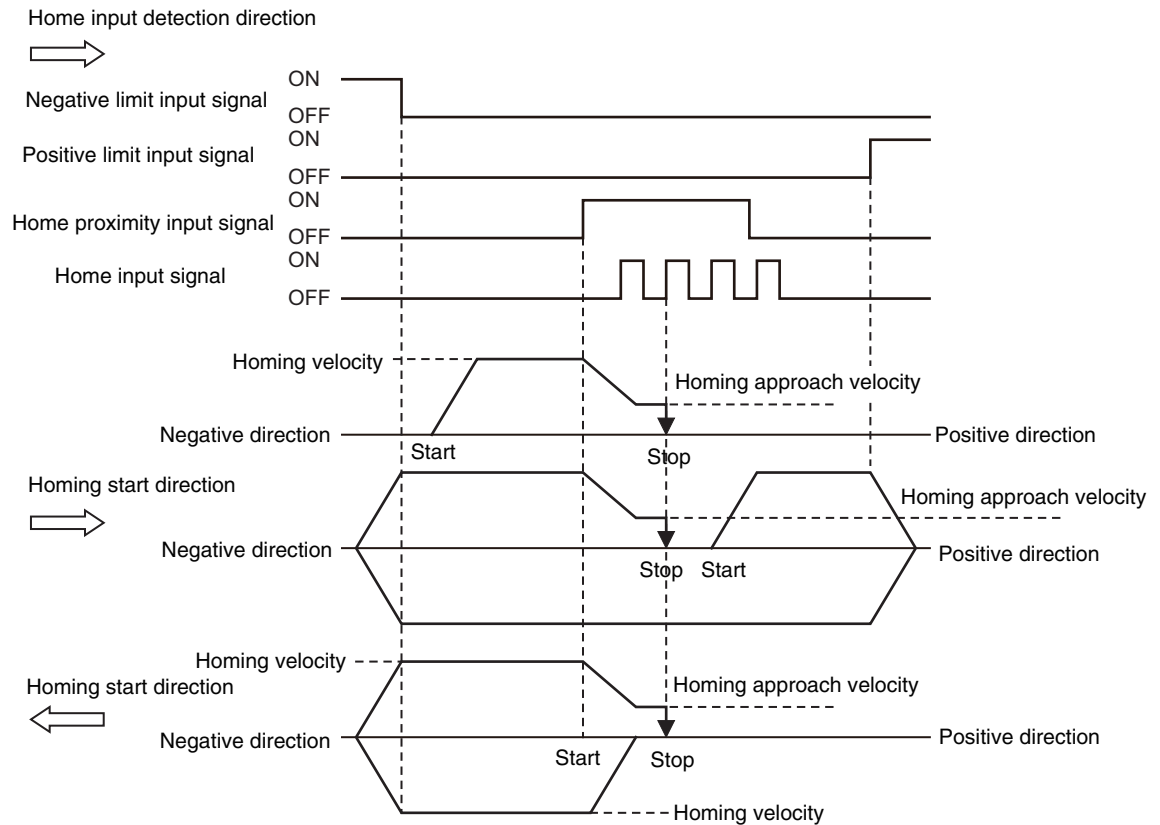 Home input detection direction
ON
Negative limit input signal
OFF
ON
Positive limit input signal
OFF
ON
Home proximity input signal
OFF
ON
Home input signal
OFF
Homing velocity
Homing approach velocity
Negative direction
Positive direction
Start
Stop
Homing start direction
Homing approach velocity
Negative direction
Positive direction
Stop
Start
Homing velocity
Homing start direction
Homing approach velocity
Negative direction
Positive direction
Start
Stop
Homing velocity